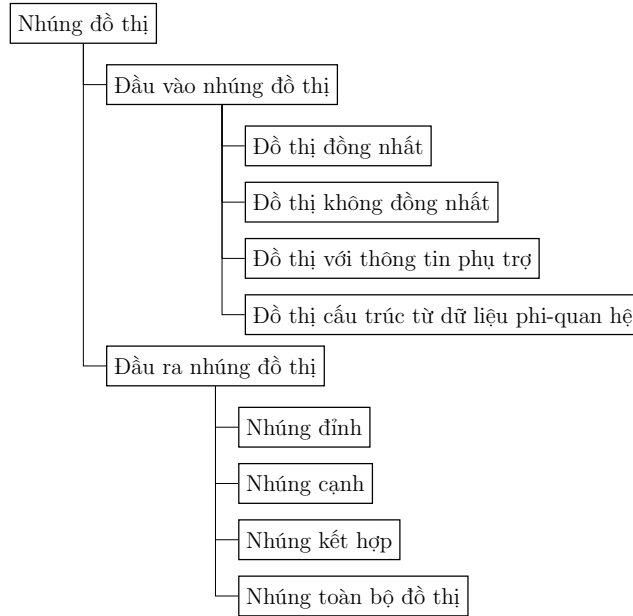 Nhúng đồ thị
Đầu vào nhúng đồ thị
Đồ thị đồng nhất
Đồ thị không đồng nhất
Đồ thị với thông tin phụ trợ
Đồ thị cấu trúc từ dữ liệu phi-quan hệ
Đầu ra nhúng đồ thị
Nhúng đỉnh
Nhúng cạnh
Nhúng kết hợp
Nhúng toàn bộ đồ thị